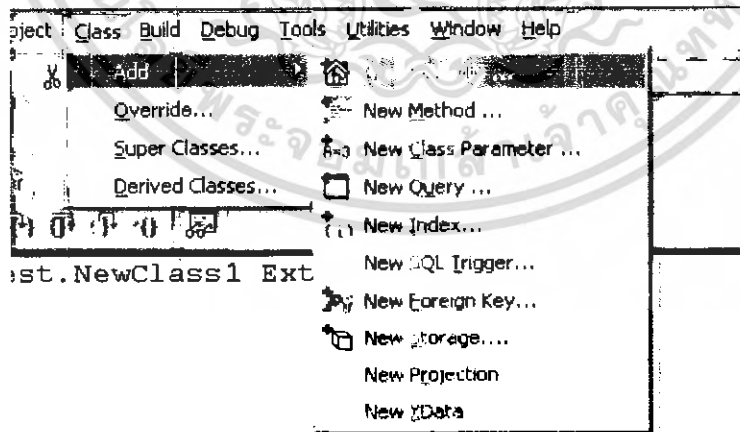 oject Class Build Debug Tools Utilities Window Help
Add
Override...
Super Classes...
Derived Classes...
New Method ...
New Class Parameter ...
New Query ...
New Index...
New SQL Trigger...
New Foreign Key...
New Storage....
New Projection
New XData
est.NewClass1 Ext